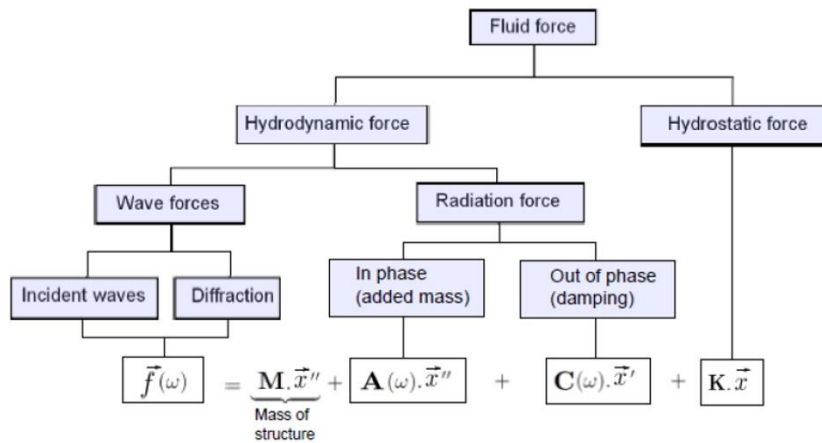 Fluid force
Hydrodynamic force
Hydrostatic force
Wave forces
Radiation force
Incident waves
Diffraction
In phase
(added mass)
Out of phase
(damping)
f⃗(ω) = M.x⃗′′ + A(ω).x⃗′′ + C(ω).x⃗′ + K.x⃗
Mass of
structure